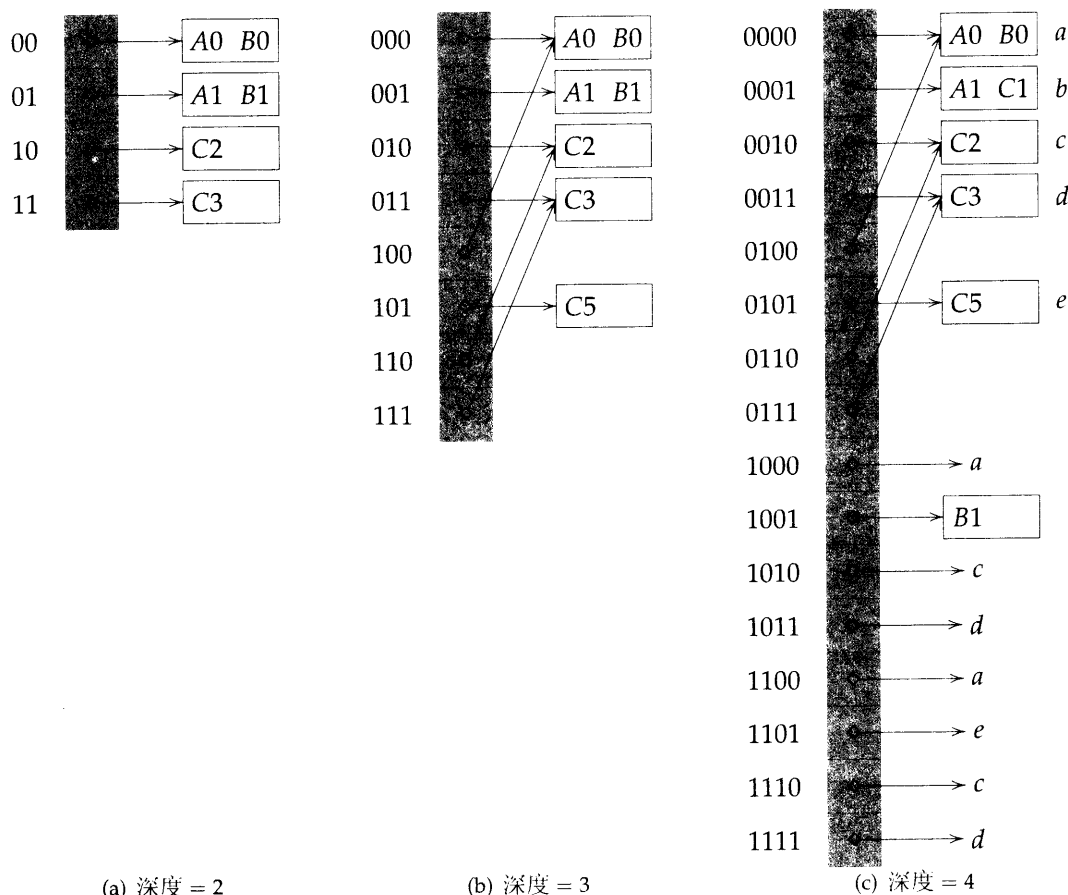 00 A0 B0
01 A1 B1
10 C2
11 C3
(a) 深度 = 2
000 A0 B0
001 A1 B1
010 C2
011 C3
100
101 C5
110
111
(b) 深度 = 3
0000 A0 B0 a
0001 A1 C1 b
0010 C2 c
0011 C3 d
0100
0101 C5 e
0110
0111
1000 a
1001 B1
1010 c
1011 d
1100 a
1101 e
1110 c
1111 d
(c) 深度 = 4